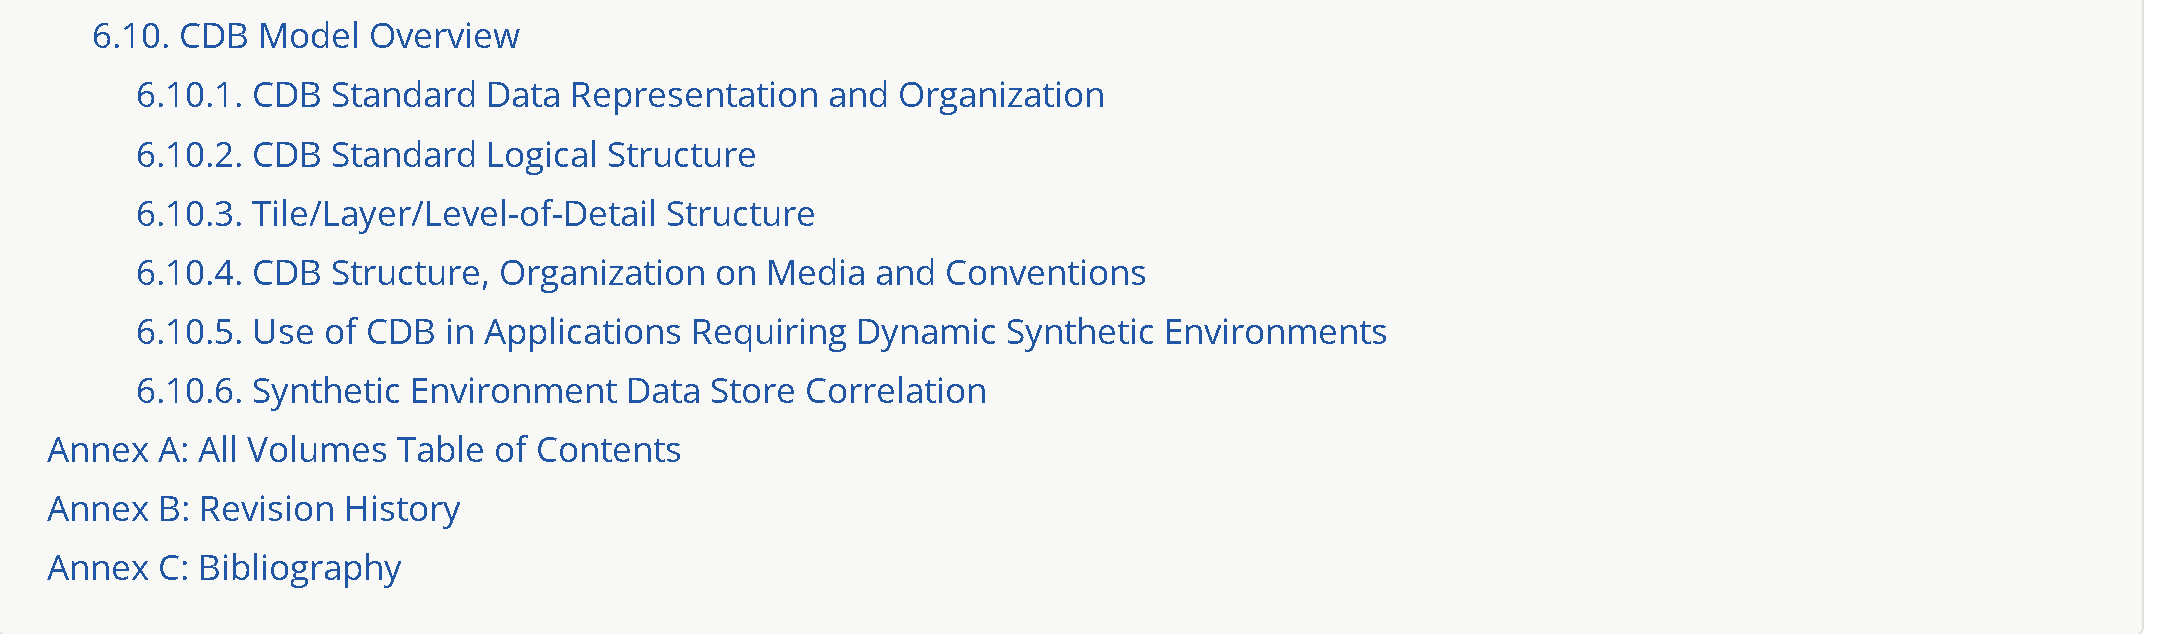 6.10. CDB Model Overview
6.10.1. CDB Standard Data Representation and Organization
6.10.2. CDB Standard Logical Structure
6.10.3. Tile/Layer/Level-of-Detail Structure
6.10.4. CDB Structure, Organization on Media and Conventions
6.10.5. Use of CDB in Applications Requiring Dynamic Synthetic Environments
6.10.6. Synthetic Environment Data Store Correlation
Annex A: All Volumes Table of Contents
Annex B: Revision History
Annex C: Bibliography